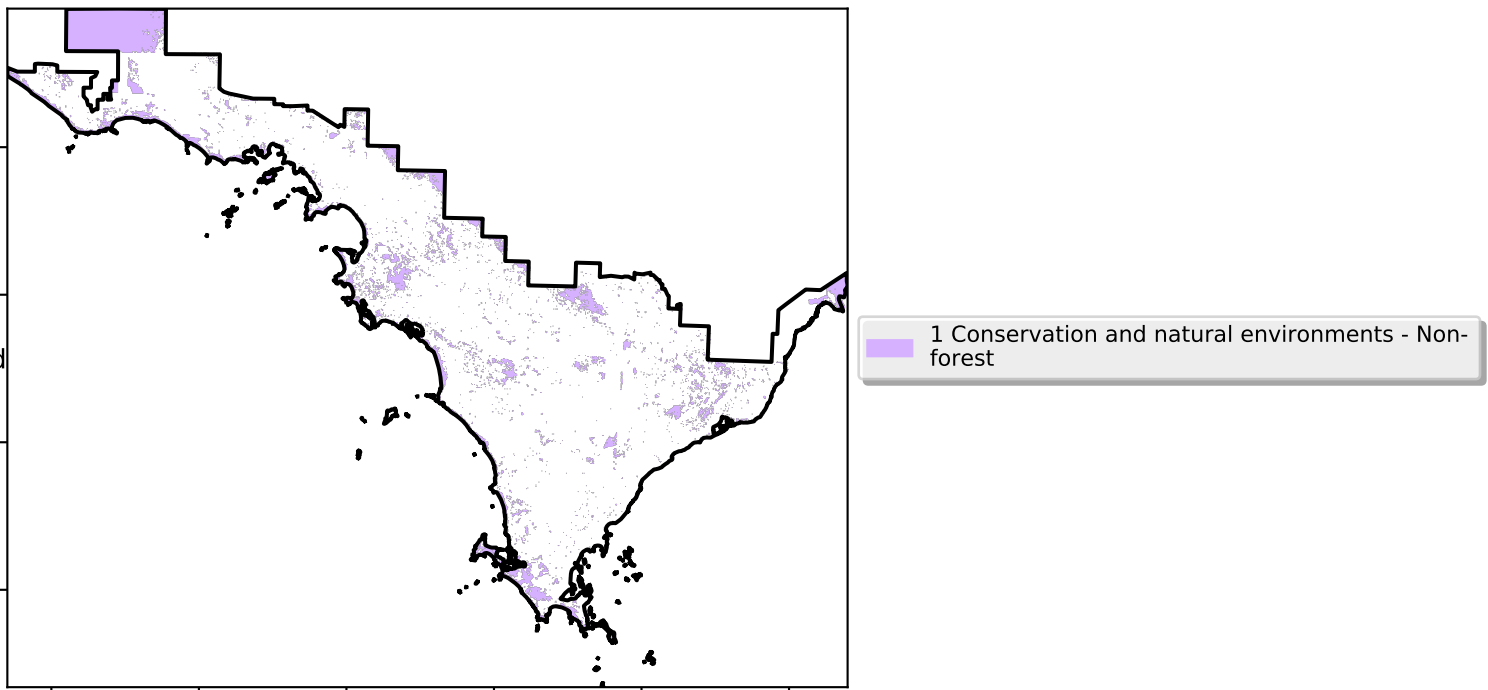 1 Conservation and natural environments - Non-
forest